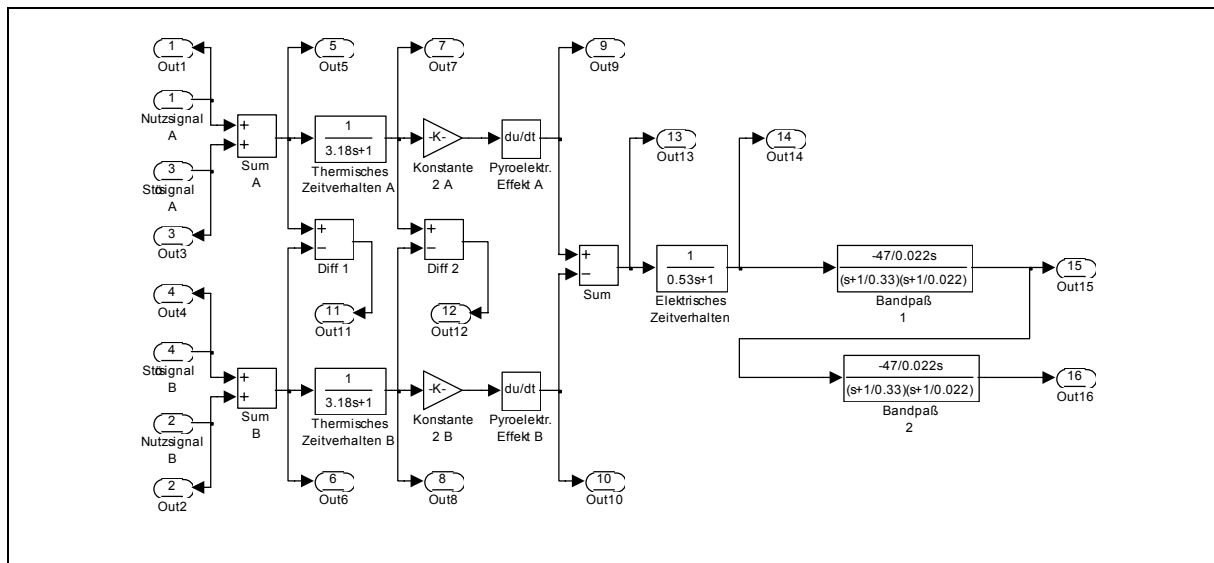 1
Out1
1
Nutzsignal
A
3
Stösignal
A
3
Out3
+
+
Sum
A
5
Out5
1
3.18s+1
Thermisches
Zeitverhalten A
7
Out7
-K-
Konstante
2 A
du/dt
Pyroelektr.
Effekt A
9
Out9
+
−
Diff 1
11
Out11
+
−
Diff 2
12
Out12
+
−
Sum
13
Out13
1
0.53s+1
Elektrisches
Zeitverhalten
14
Out14
-47/0.022s
(s+1/0.33)(s+1/0.022)
Bandpaß
1
15
Out15
-47/0.022s
(s+1/0.33)(s+1/0.022)
Bandpaß
2
16
Out16
4
Out4
4
Stösignal
B
2
Nutzsignal
B
2
Out2
+
+
Sum
B
6
Out6
1
3.18s+1
Thermisches
Zeitverhalten B
8
Out8
-K-
Konstante
2 B
du/dt
Pyroelektr.
Effekt B
10
Out10